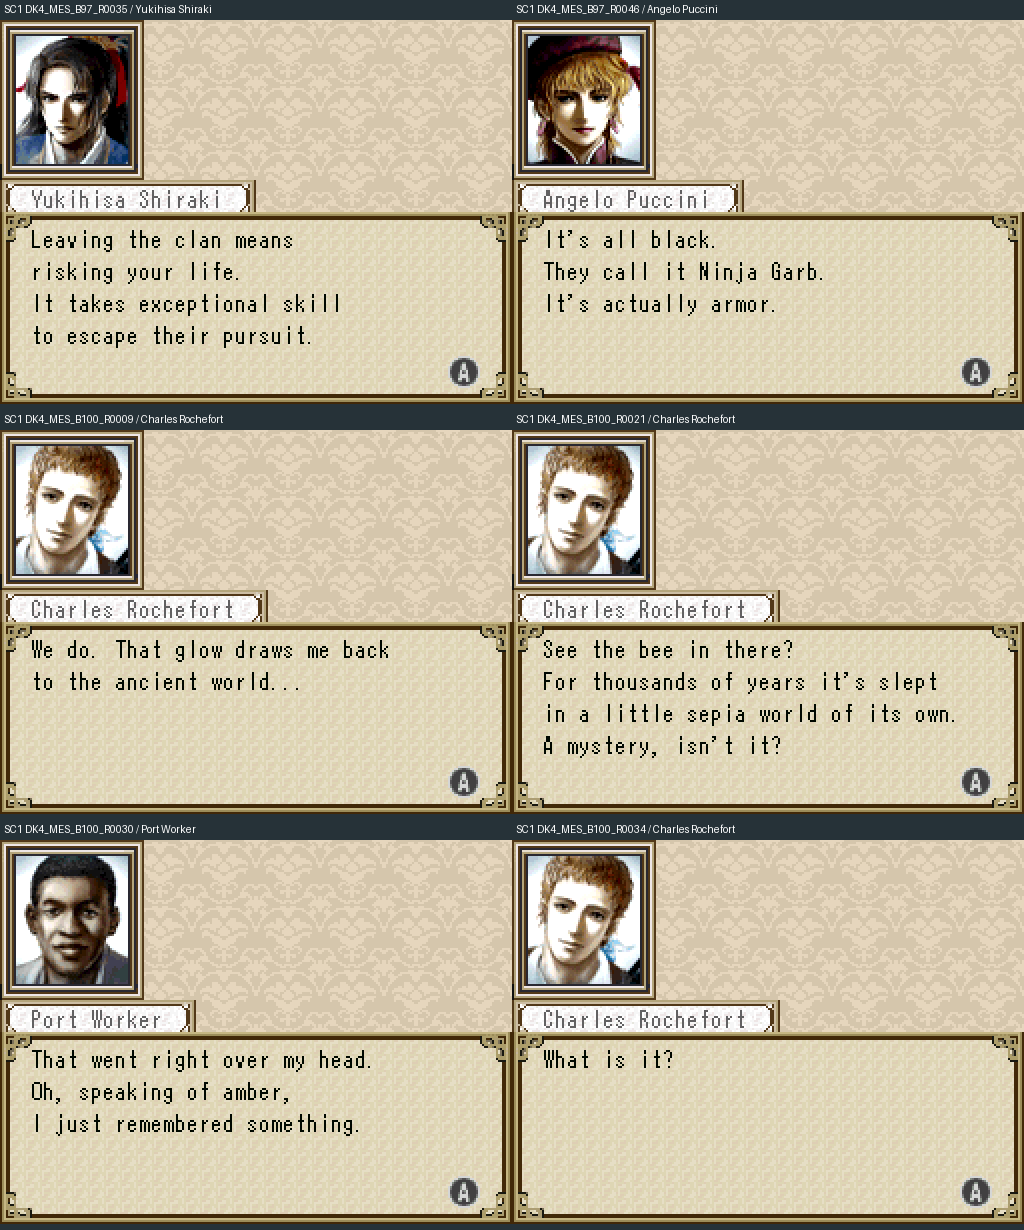 SC1 DK4_MES_B97_R0035 / Yukihisa Shiraki
Yukihisa Shiraki
Leaving the clan means
risking your life.
It takes exceptional skill
to escape their pursuit.
A
SC1 DK4_MES_B97_R0046 / Angelo Puccini
Angelo Puccini
It's all black.
They call it Ninja Garb.
It's actually armor.
A
SC1 DK4_MES_B100_R0009 / Charles Rochefort
Charles Rochefort
We do. That glow draws me back
to the ancient world...
A
SC1 DK4_MES_B100_R0021 / Charles Rochefort
Charles Rochefort
See the bee in there?
For thousands of years it's slept
in a little sepia world of its own.
A mystery, isn't it?
A
SC1 DK4_MES_B100_R0030 / Port Worker
Port Worker
That went right over my head.
Oh, speaking of amber,
I just remembered something.
A
SC1 DK4_MES_B100_R0034 / Charles Rochefort
Charles Rochefort
What is it?
A